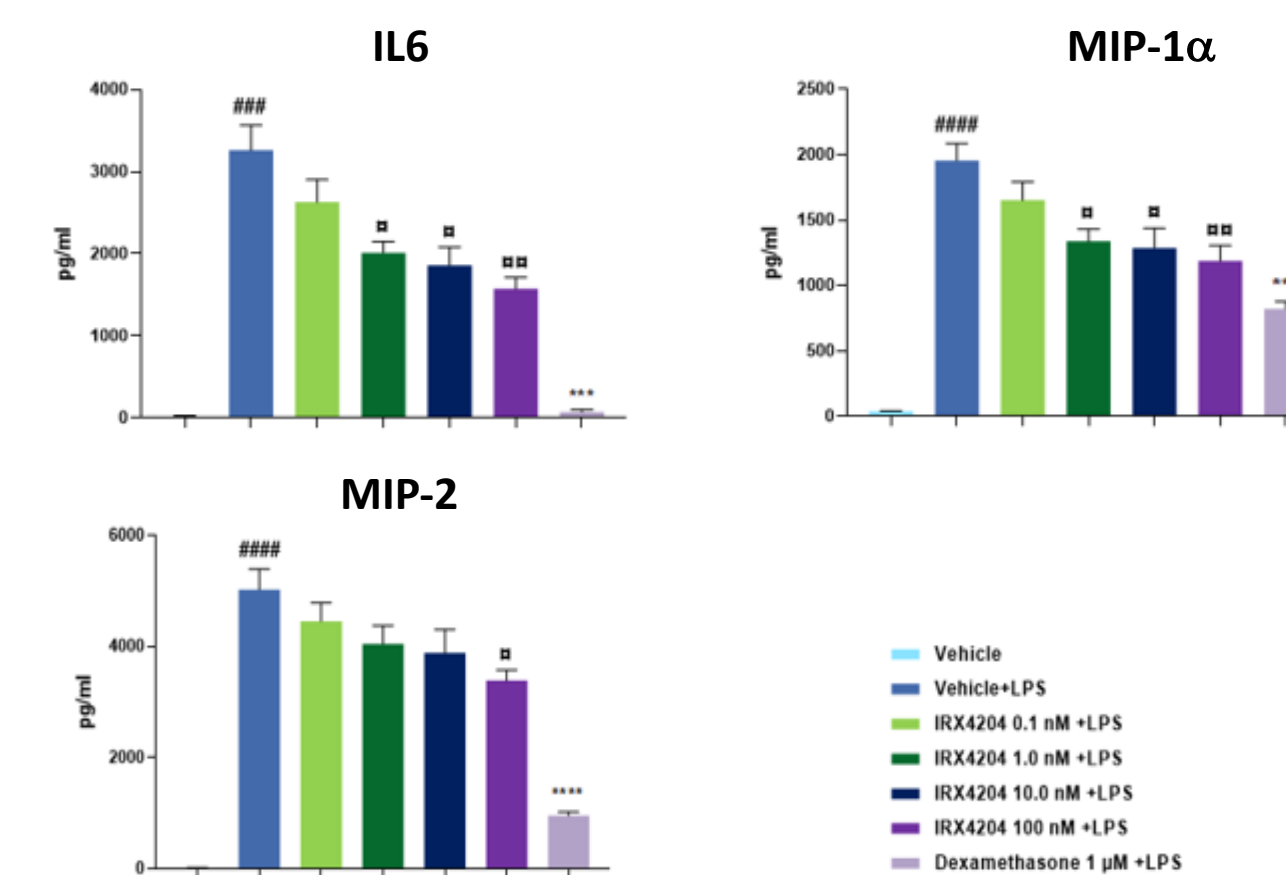 IL6
4000
3000
2000
1000
0
pg/ml
###
¤
¤
¤¤
***
MIP-1α
2500
2000
1500
1000
500
0
pg/ml
####
¤
¤
¤¤
MIP-2
6000
4000
2000
0
pg/ml
####
¤
****
Vehicle
Vehicle+LPS
IRX4204 0.1 nM +LPS
IRX4204 1.0 nM +LPS
IRX4204 10.0 nM +LPS
IRX4204 100 nM +LPS
Dexamethasone 1 µM +LPS